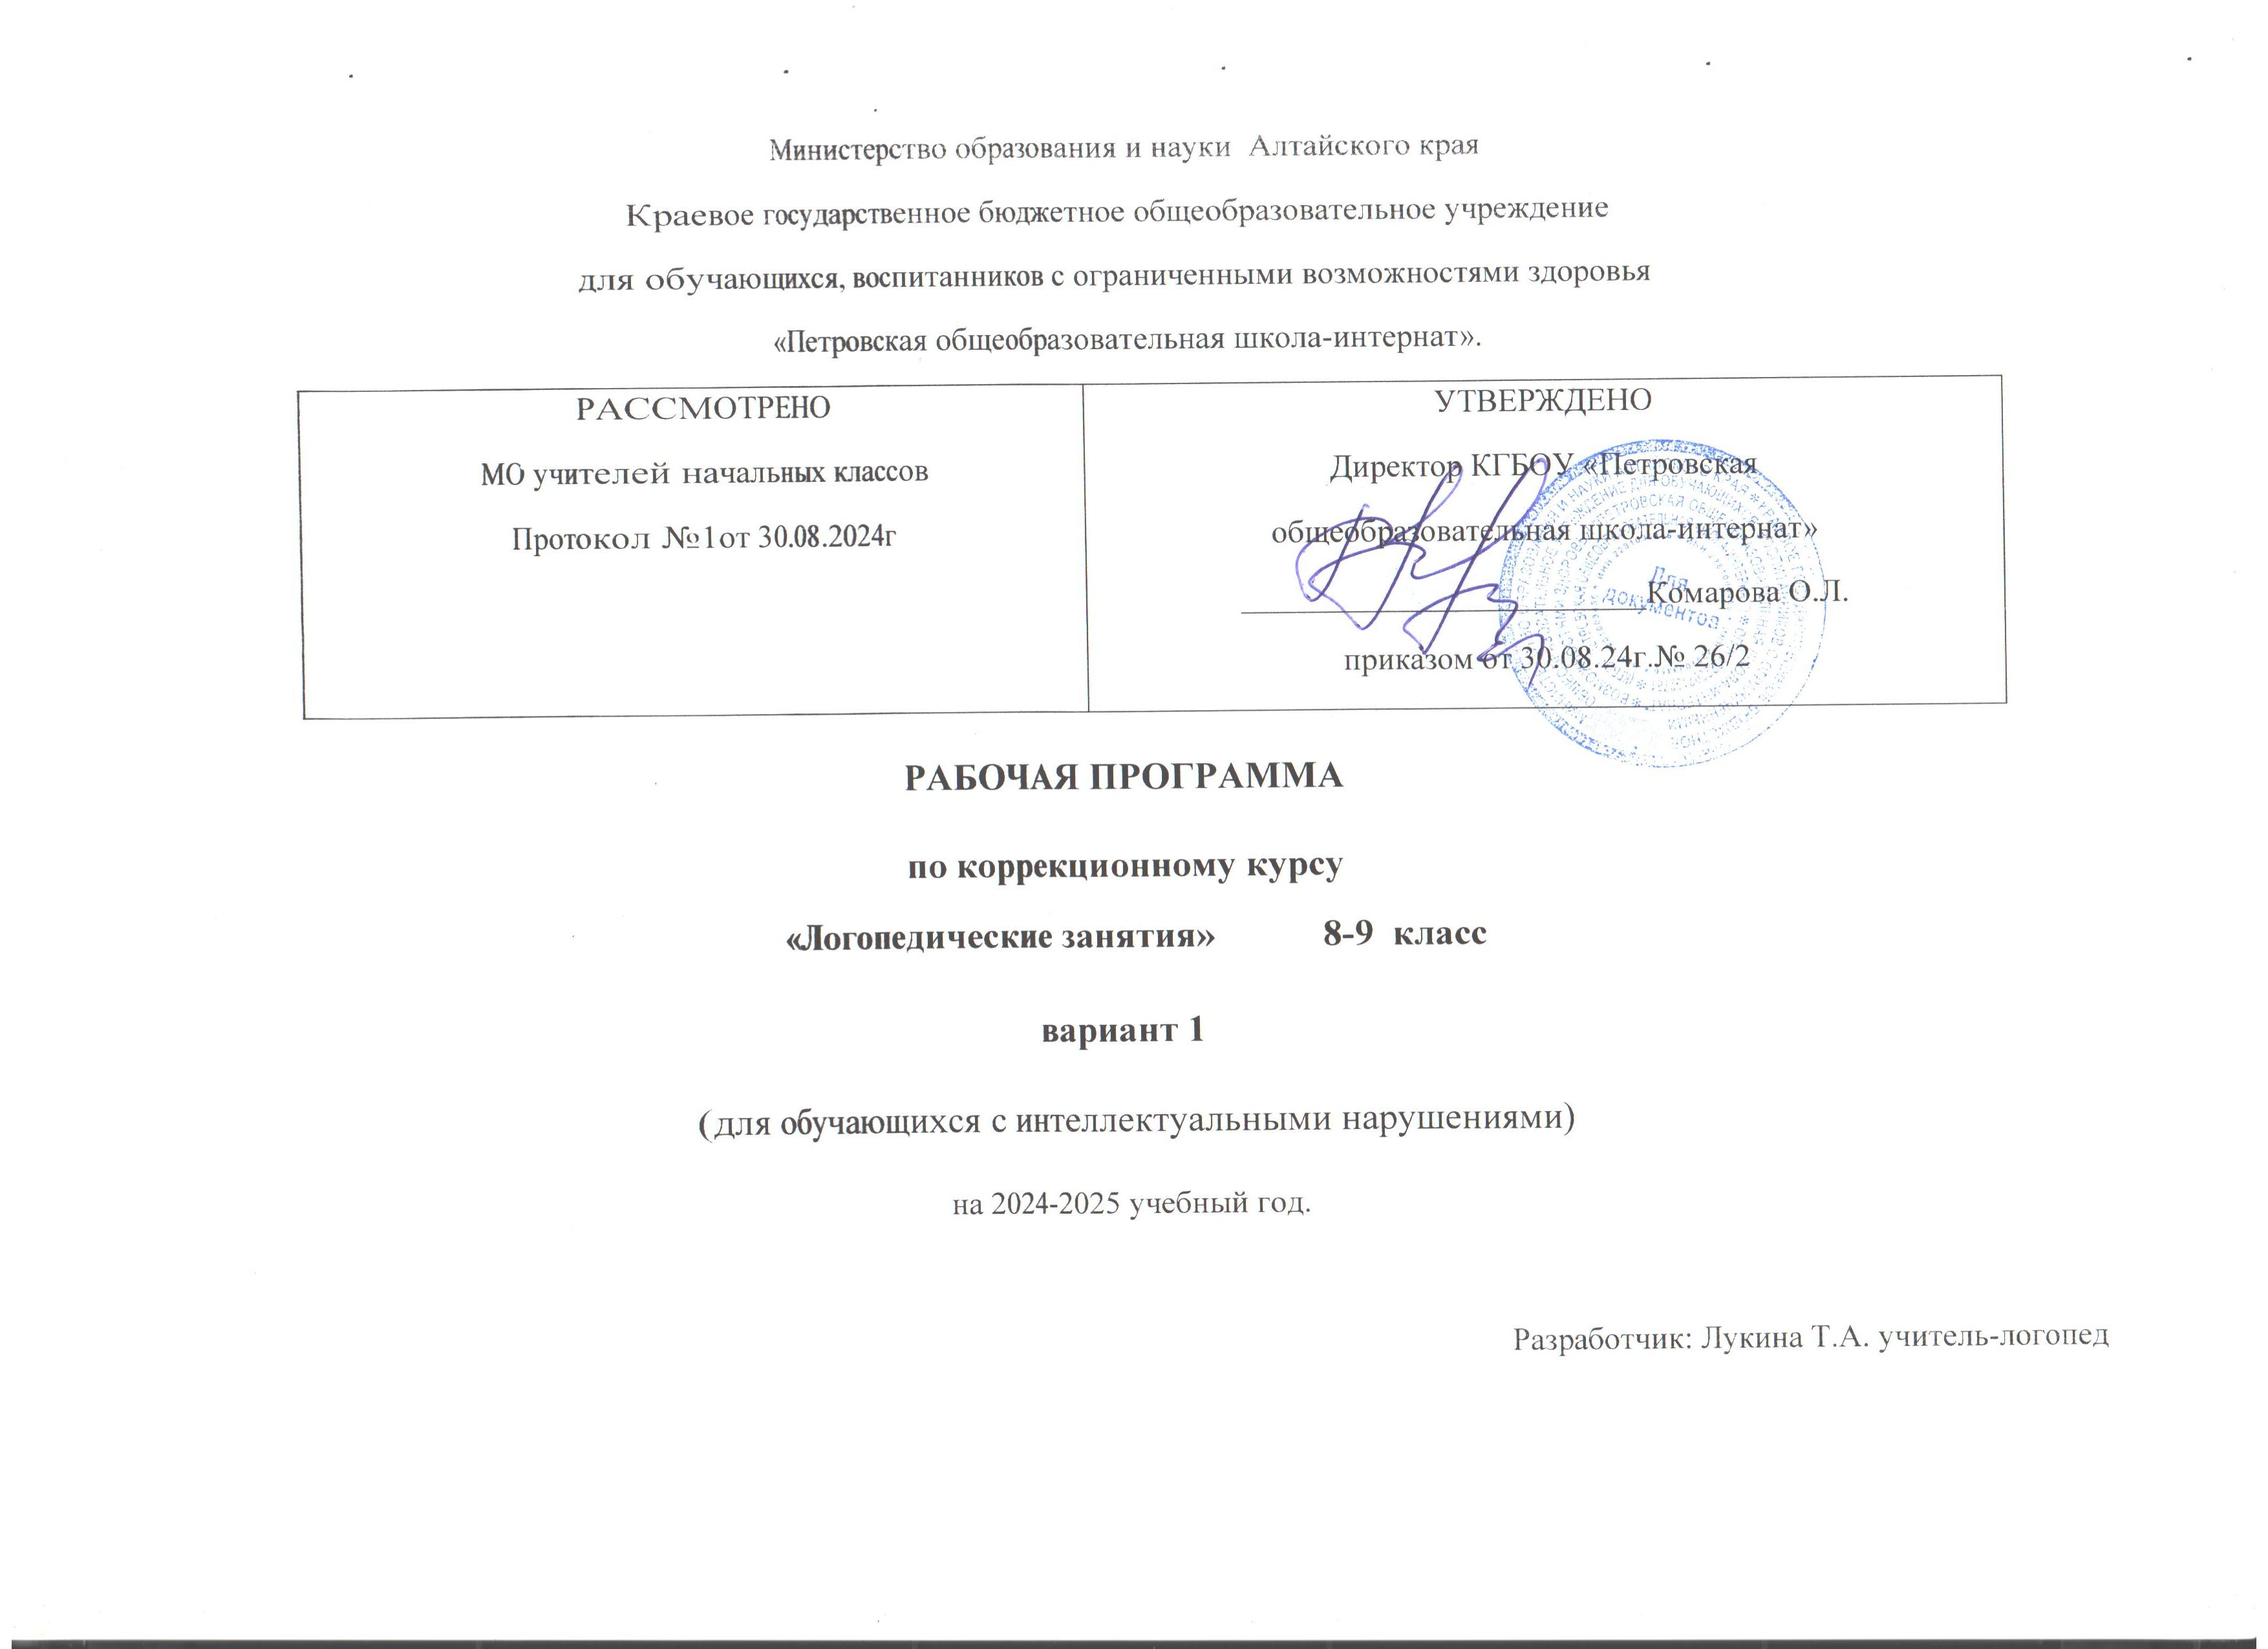 Министерство образования и науки Алтайского края
Краевое государственное бюджетное общеобразовательное учреждение
для обучающихся, воспитанников с ограниченными возможностями здоровья
«Петровская общеобразовательная школа-интернат».
РАССМОТРЕНО
МО учителей начальных классов
Протокол №1от 30.08.2024г
УТВЕРЖДЕНО
Директор КГБОУ «Петровская
общеобразовательная школа-интернат»
Комарова О.Л.
приказом от 30.08.24г.№ 26/2
Для
документов
РАБОЧАЯ ПРОГРАММА
по коррекционному курсу
«Логопедические занятия» 8-9 класс
вариант 1
(для обучающихся с интеллектуальными нарушениями)
на 2024-2025 учебный год.
Разработчик: Лукина Т.А. учитель-логопед